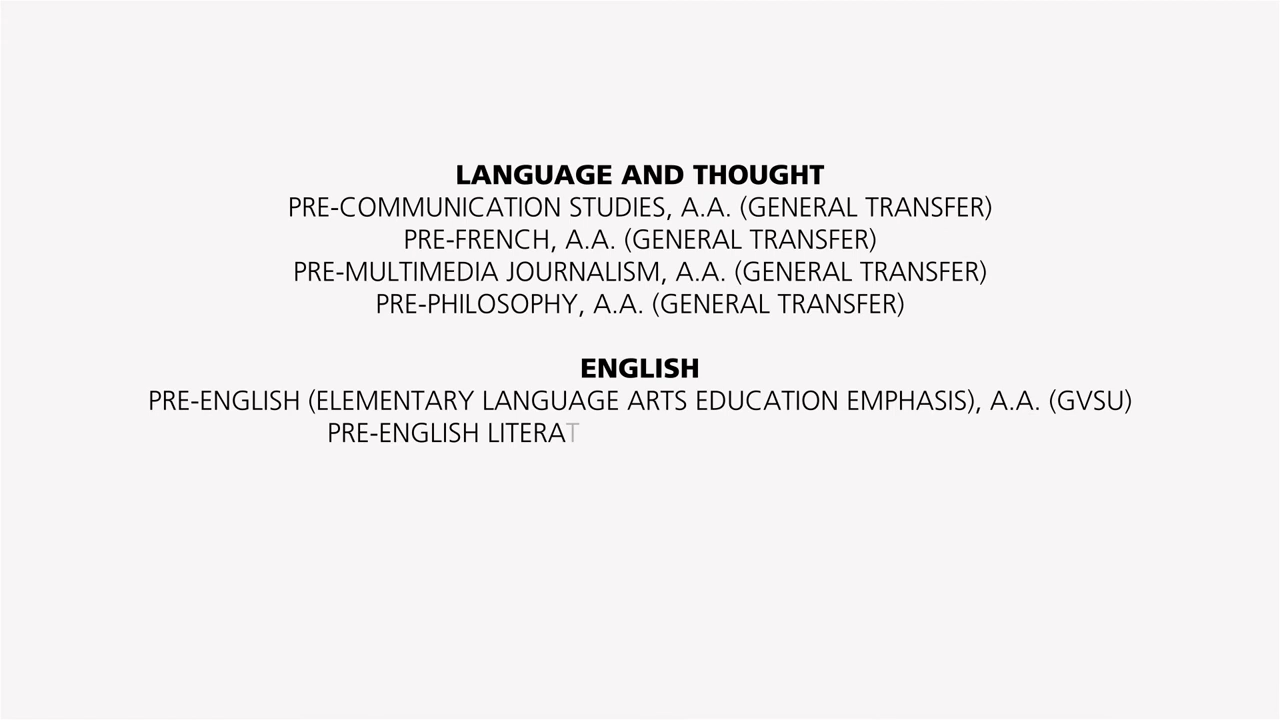 LANGUAGE AND THOUGHT
PRE-COMMUNICATION STUDIES, A.A. (GENERAL TRANSFER)
PRE-FRENCH, A.A. (GENERAL TRANSFER)
PRE-MULTIMEDIA JOURNALISM, A.A. (GENERAL TRANSFER)
PRE-PHILOSOPHY, A.A. (GENERAL TRANSFER)
ENGLISH
PRE-ENGLISH (ELEMENTARY LANGUAGE ARTS EDUCATION EMPHASIS), A.A. (GVSU)
PRE-ENGLISH LITERAT